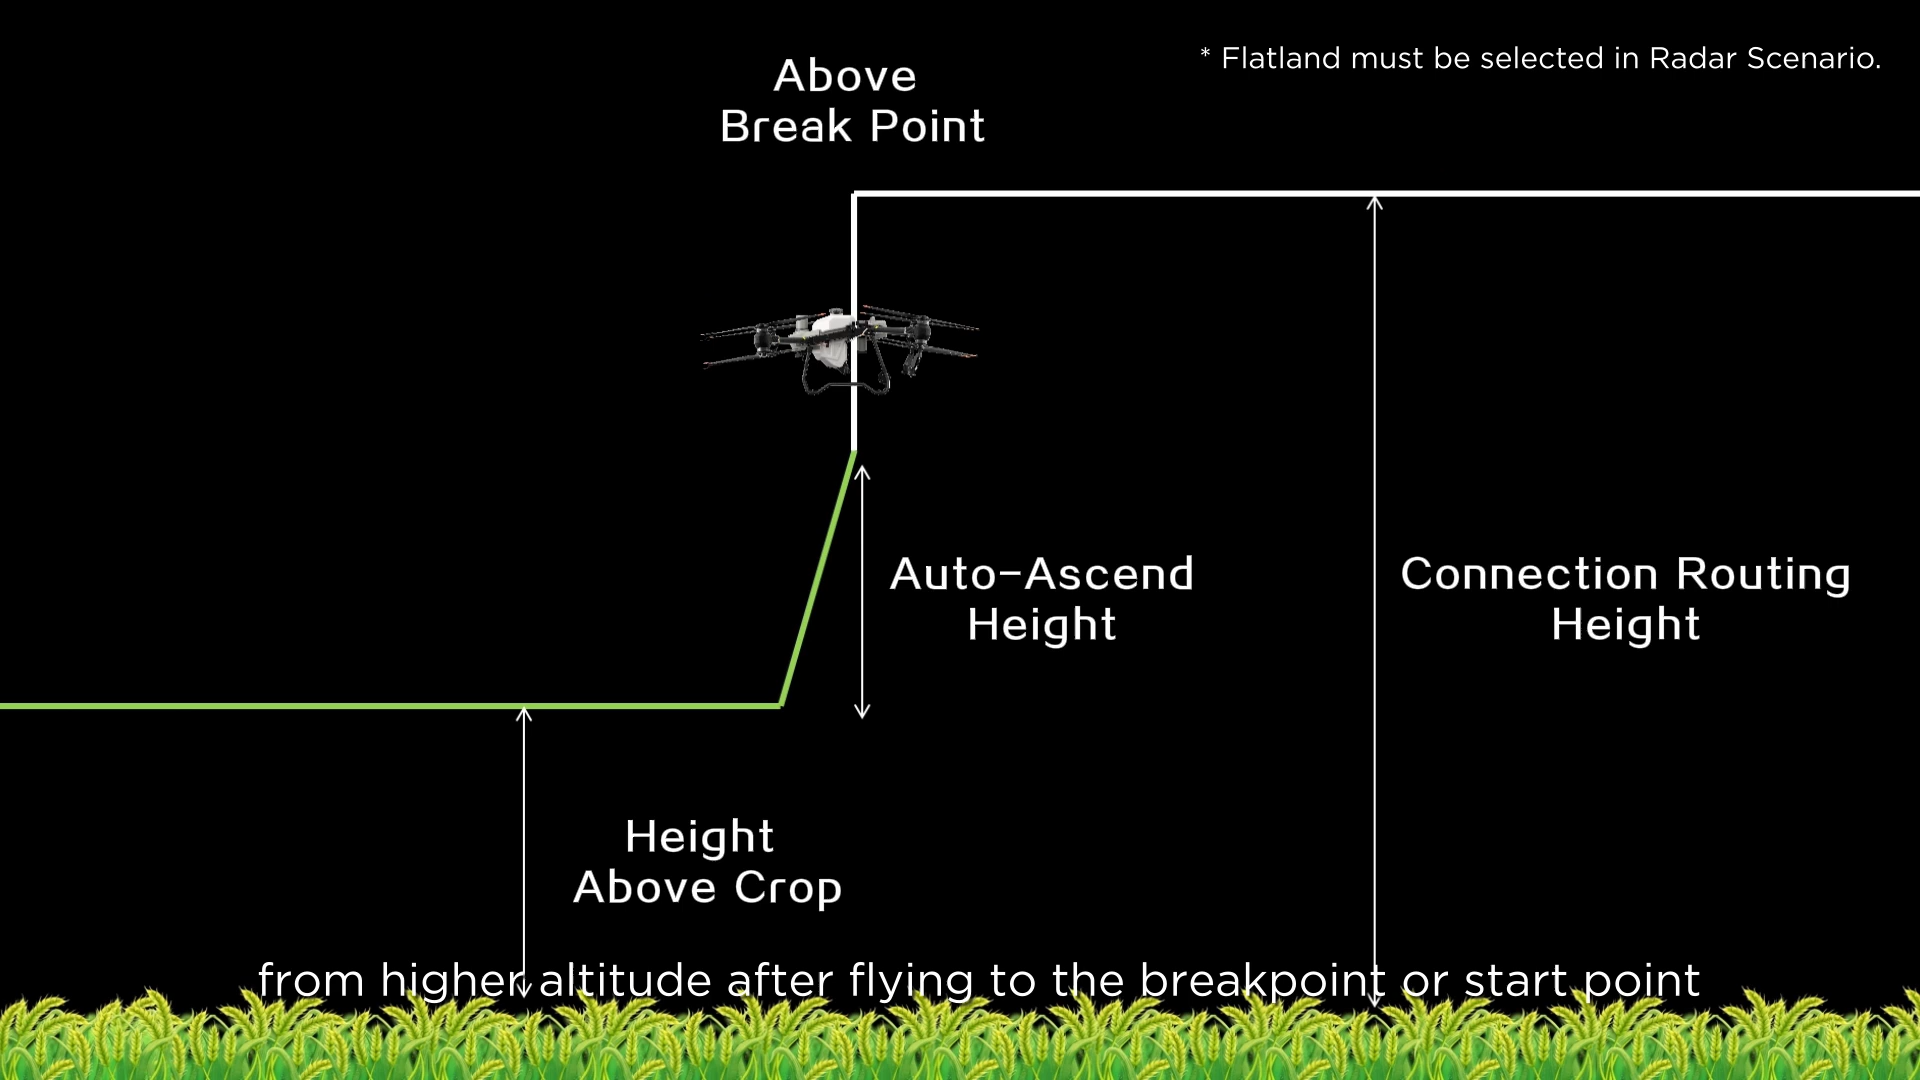 * Flatland must be selected in Radar Scenario.
Above
Break Point
Auto-Ascend
Height
Connection Routing
Height
Height
Above Crop
from higher altitude after flying to the breakpoint or start point